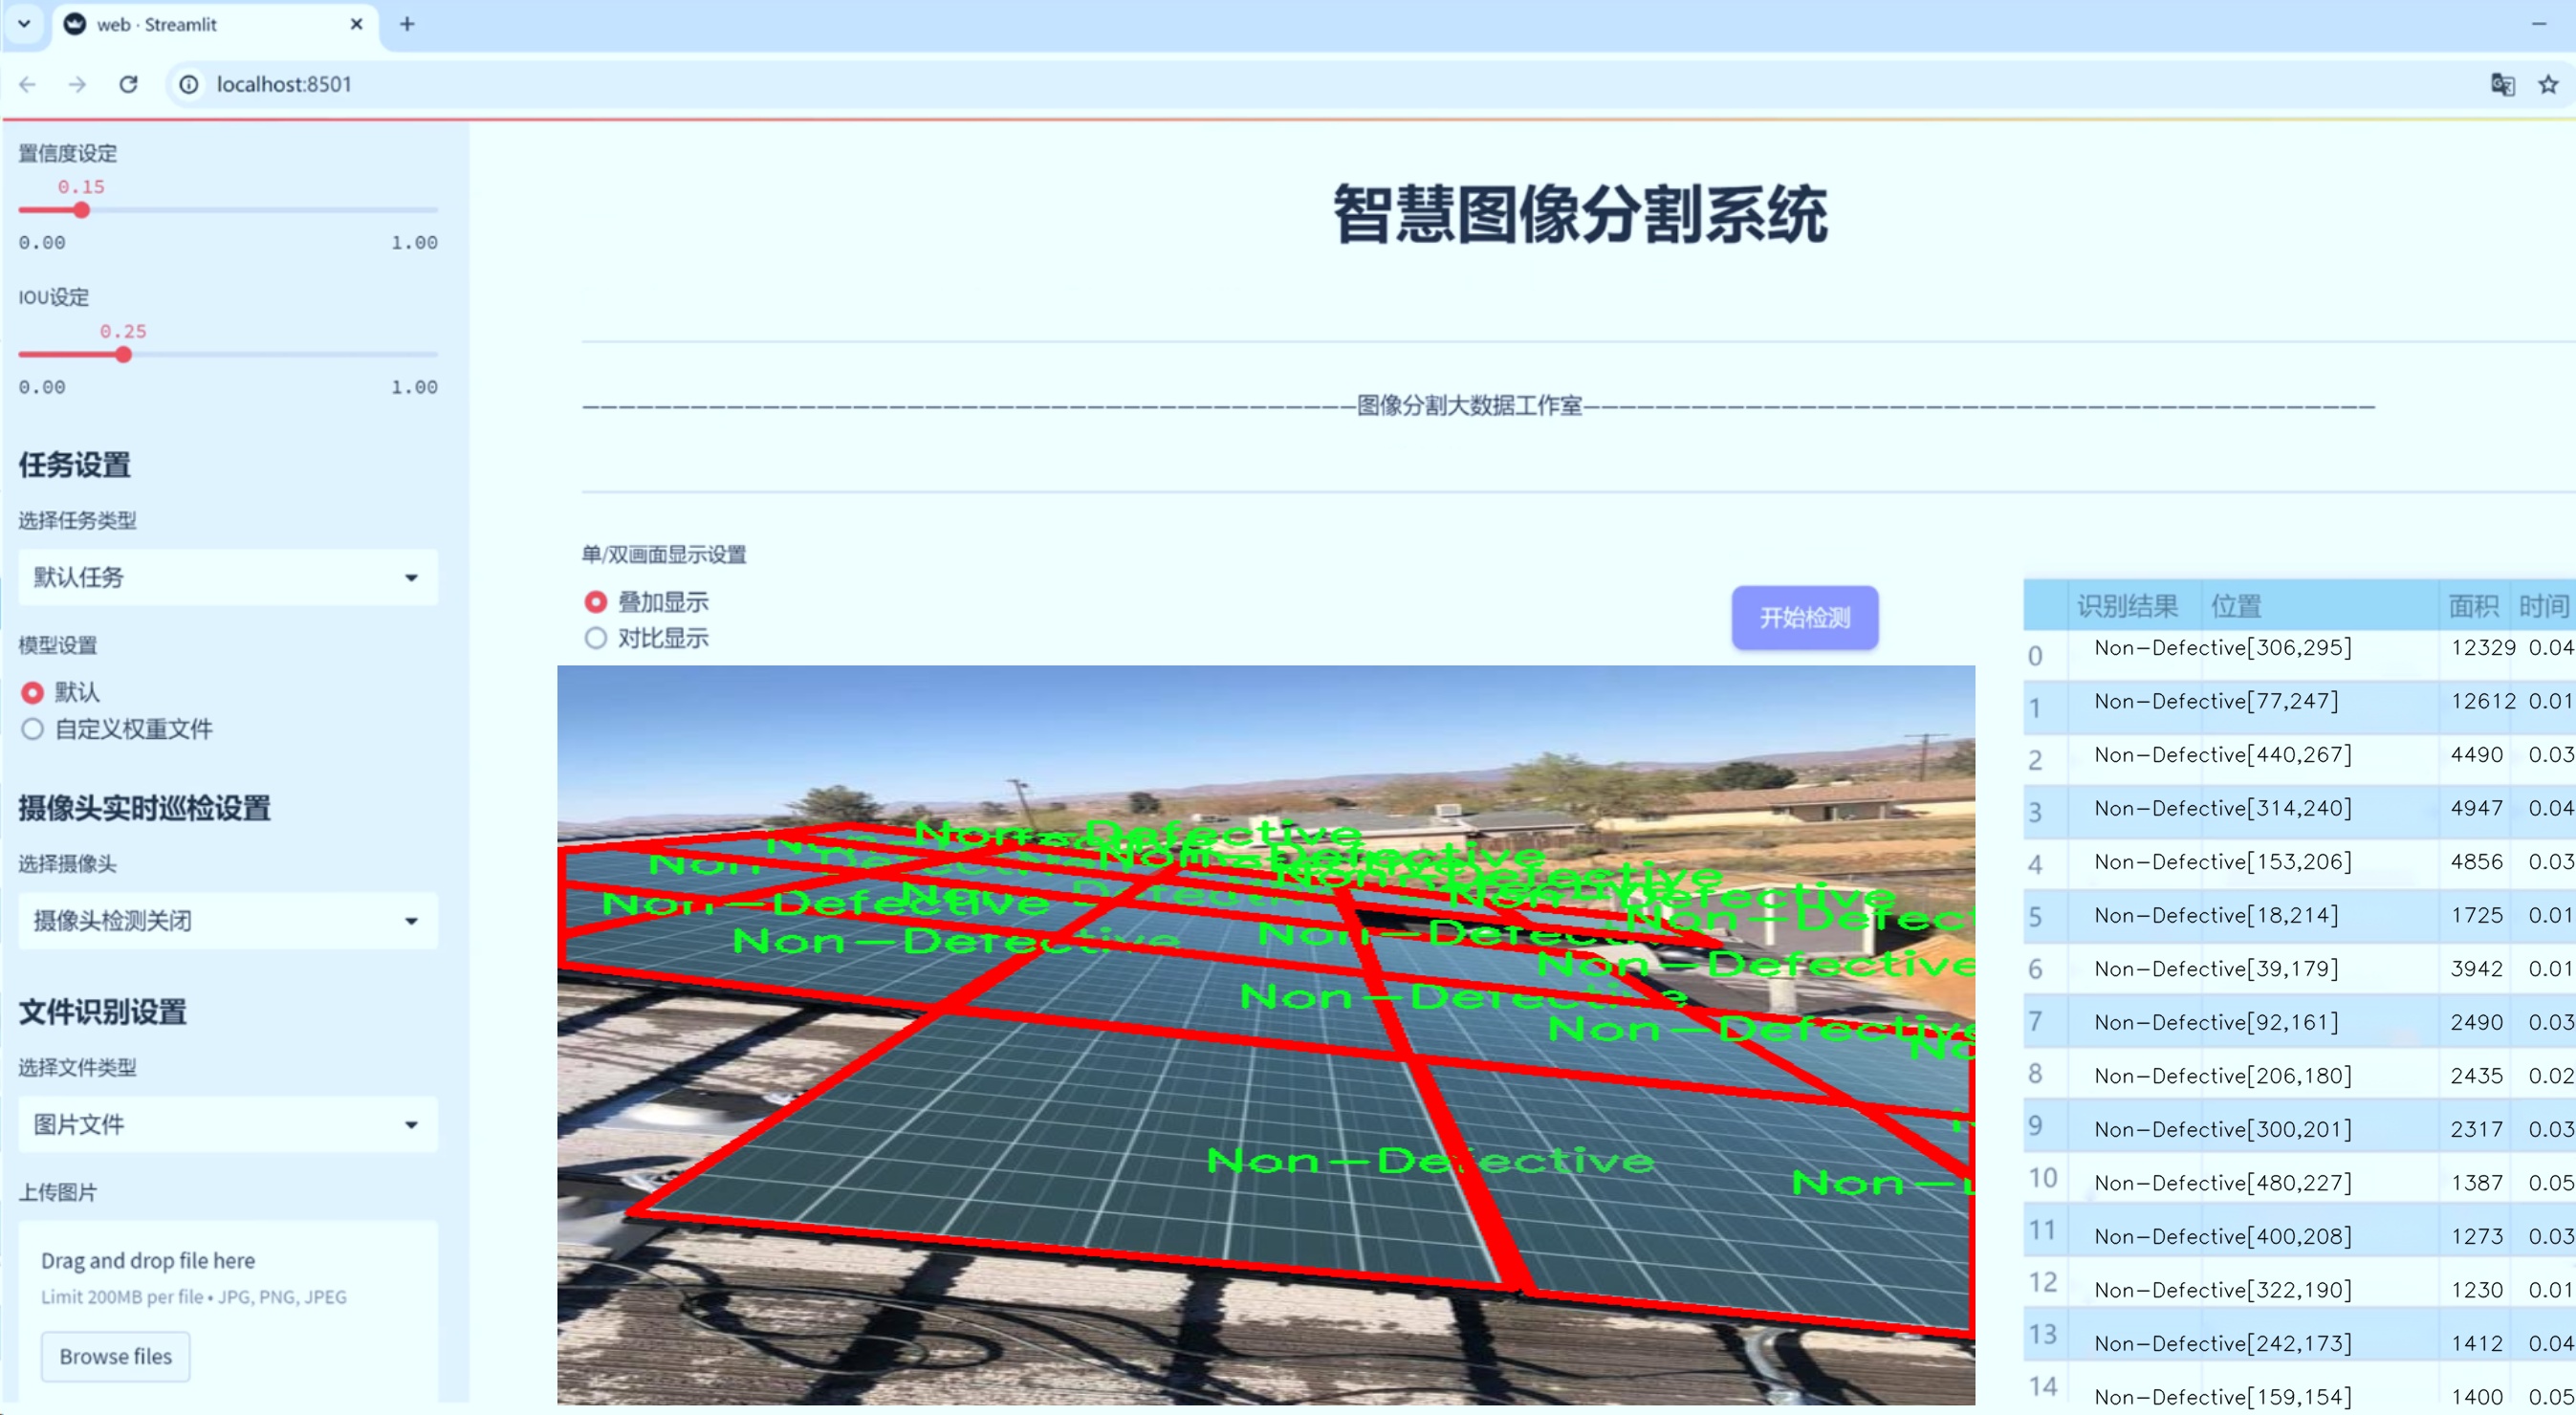 web · Streamlit
localhost:8501
置信度设定
0.15
0.00 1.00
IOU设定
0.25
0.00 1.00
任务设置
选择任务类型
默认任务
模型设置
默认
自定义权重文件
摄像头实时巡检设置
选择摄像头
摄像头检测关闭
文件识别设置
选择文件类型
图片文件
上传图片
Drag and drop file here
Limit 200MB per file • JPG, PNG, JPEG
Browse files
智慧图像分割系统
图像分割大数据工作室
单/双画面显示设置
叠加显示
对比显示
开始检测
Non-Defective
Non-Defective
Non-Defective
Non-Defective
Non-Defective
Non-Defective
Non-Defective
Non-Defective
识别结果 位置 面积 时间
0 Non-Defective[306,295] 12329 0.04
1 Non-Defective[77,247] 12612 0.01
2 Non-Defective[440,267] 4490 0.03
3 Non-Defective[314,240] 4947 0.04
4 Non-Defective[153,206] 4856 0.03
5 Non-Defective[18,214] 1725 0.01
6 Non-Defective[39,179] 3942 0.01
7 Non-Defective[92,161] 2490 0.03
8 Non-Defective[206,180] 2435 0.02
9 Non-Defective[300,201] 2317 0.03
10 Non-Defective[480,227] 1387 0.05
11 Non-Defective[400,208] 1273 0.03
12 Non-Defective[322,190] 1230 0.01
13 Non-Defective[242,173] 1412 0.04
14 Non-Defective[159,154] 1400 0.05